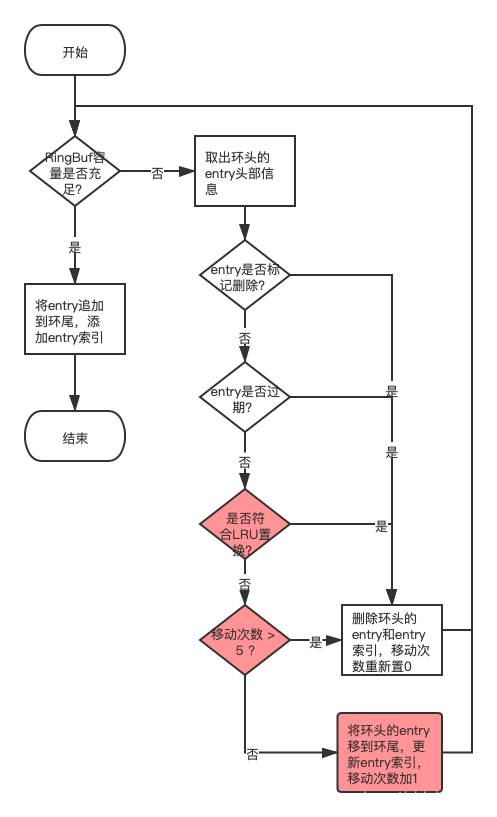 开始
RingBuf容
量是否充
足?
否
取出环头的
entry头部信
息
是
entry是否标
记删除?
将entry追加
到环尾，添
加entry索引
否
entry是否过
期?
是
结束
是
否
是否符
合LRU置
换?
是
否
移动次数 >
5 ?
是
删除环头的
entry和entry
索引，移动次
数重新置0
否
将环头的entry
移到环尾，更
新entry索引，
移动次数加1